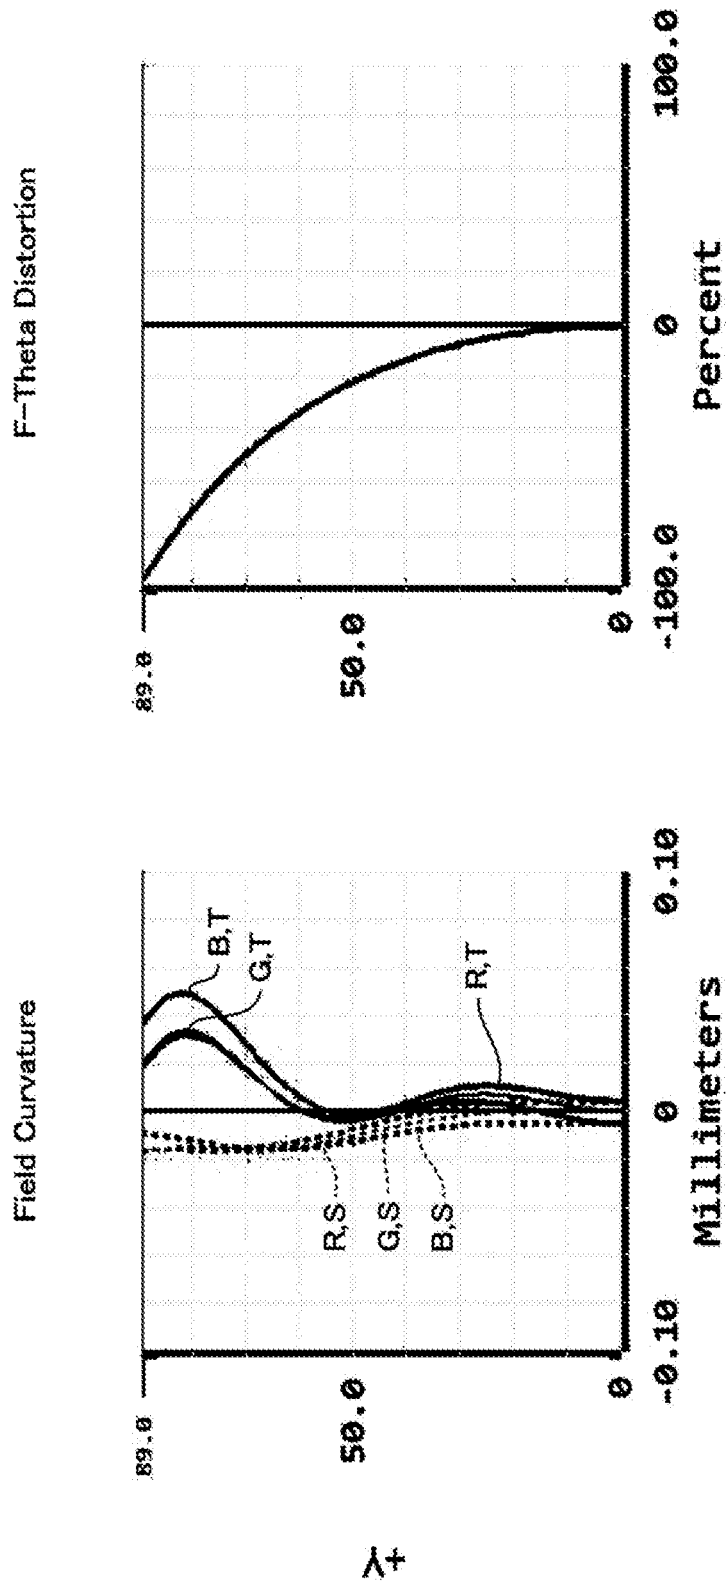 Field Curvature
+Y
89.0
50.0
0
B,T
G,T
R,T
R,S
G,S
B,S
-0.10
0
0.10
Millimeters
F-Theta Distortion
89.0
50.0
0
-100.0
0
100.0
Percent